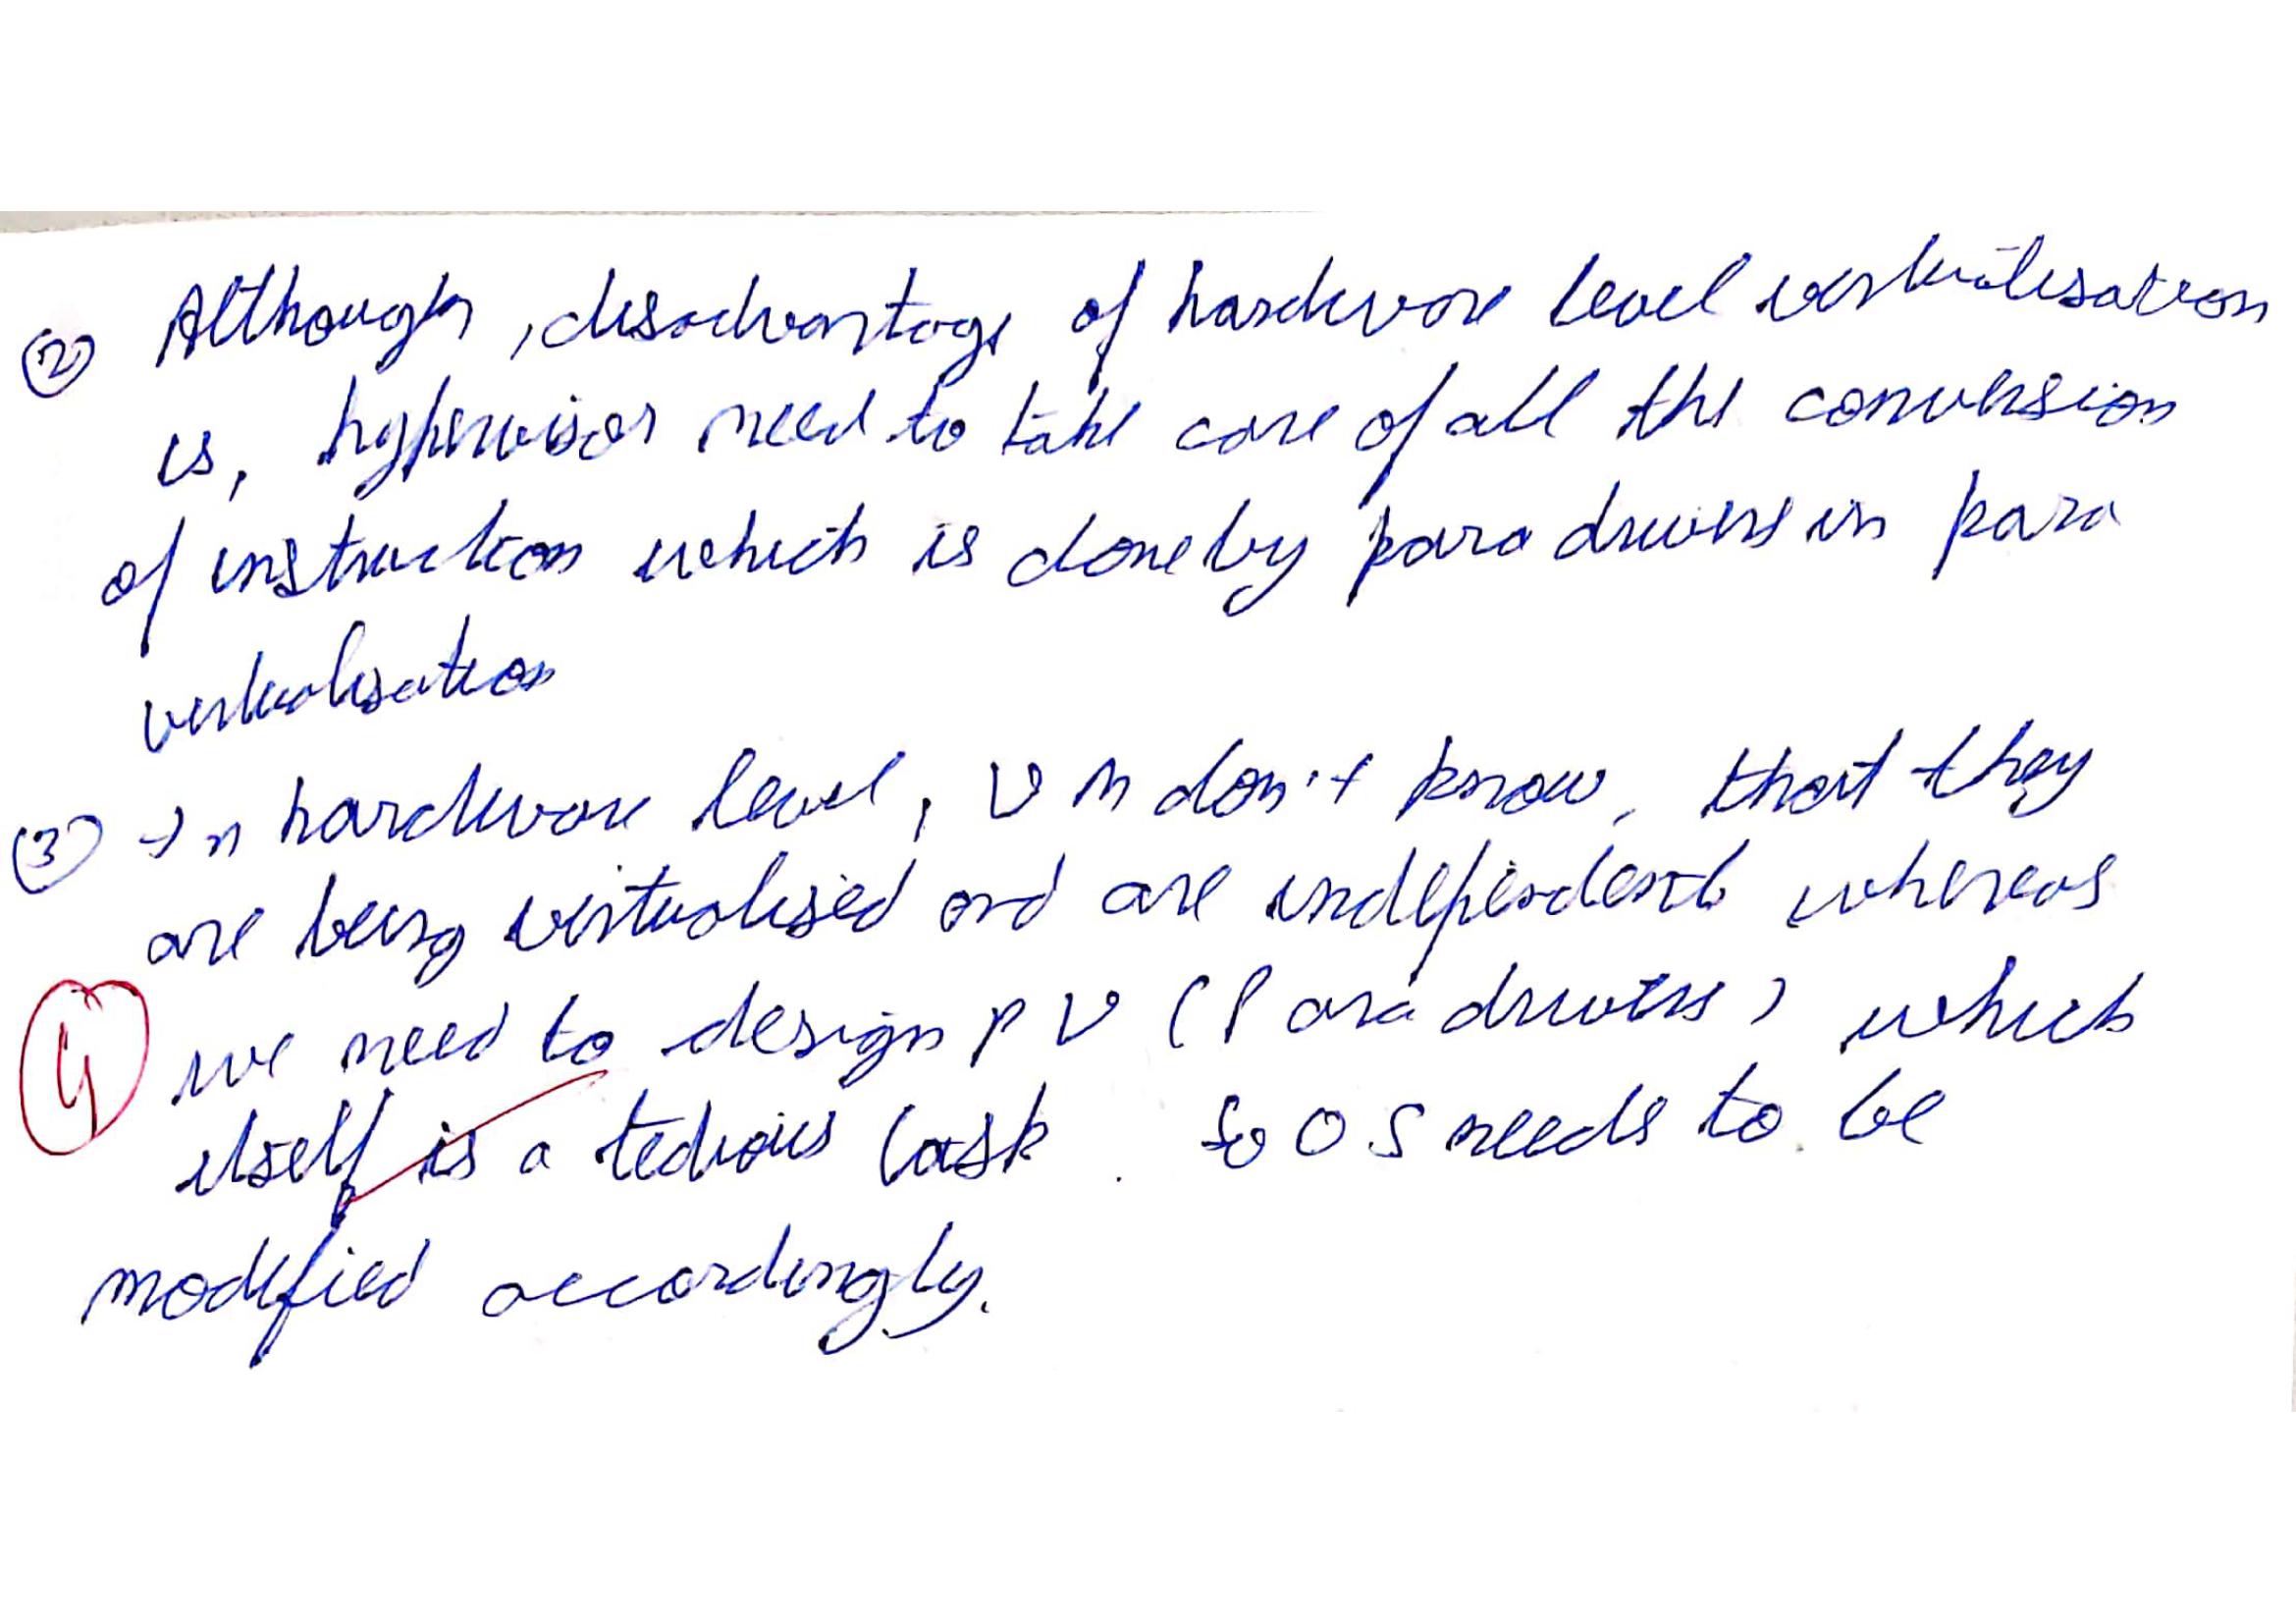 ② Although, disadvantage of hardware level virtualisation
is, hypervisor need to take care of all the conversion
of instruction which is done by para drivers in para
virtualisation
③ In hardware level, VM don't know, that they
are being virtualised and are independent whereas
we need to design PV (Para drivers) which
4
itself is a tedious task. So OS needs to be
modified accordingly.